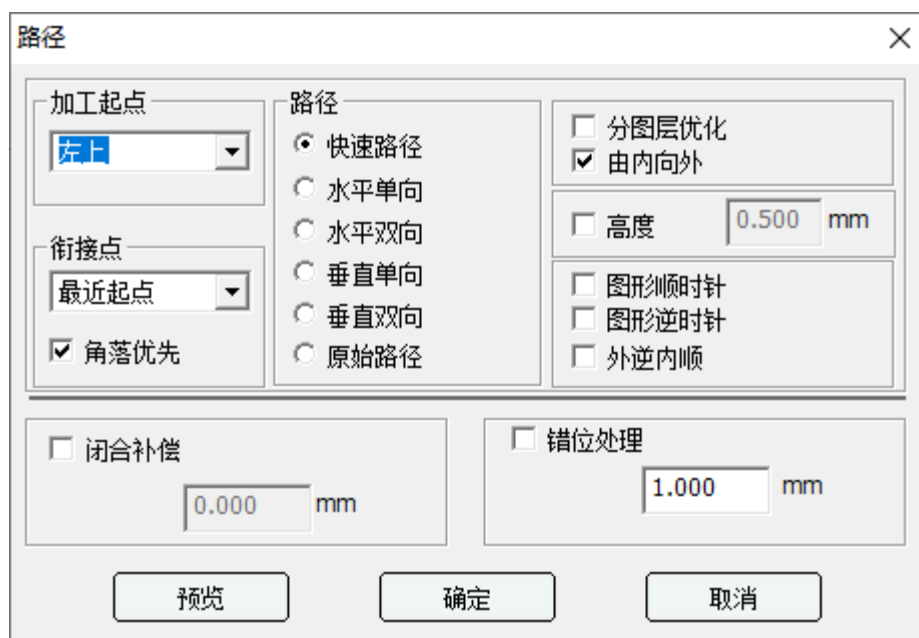 路径
加工起点
左上
衔接点
最近起点
角落优先
路径
快速路径
水平单向
水平双向
垂直单向
垂直双向
原始路径
分图层优化
由内向外
高度 0.500 mm
图形顺时针
图形逆时针
外逆内顺
闭合补偿
0.000 mm
错位处理
1.000 mm
预览 确定 取消